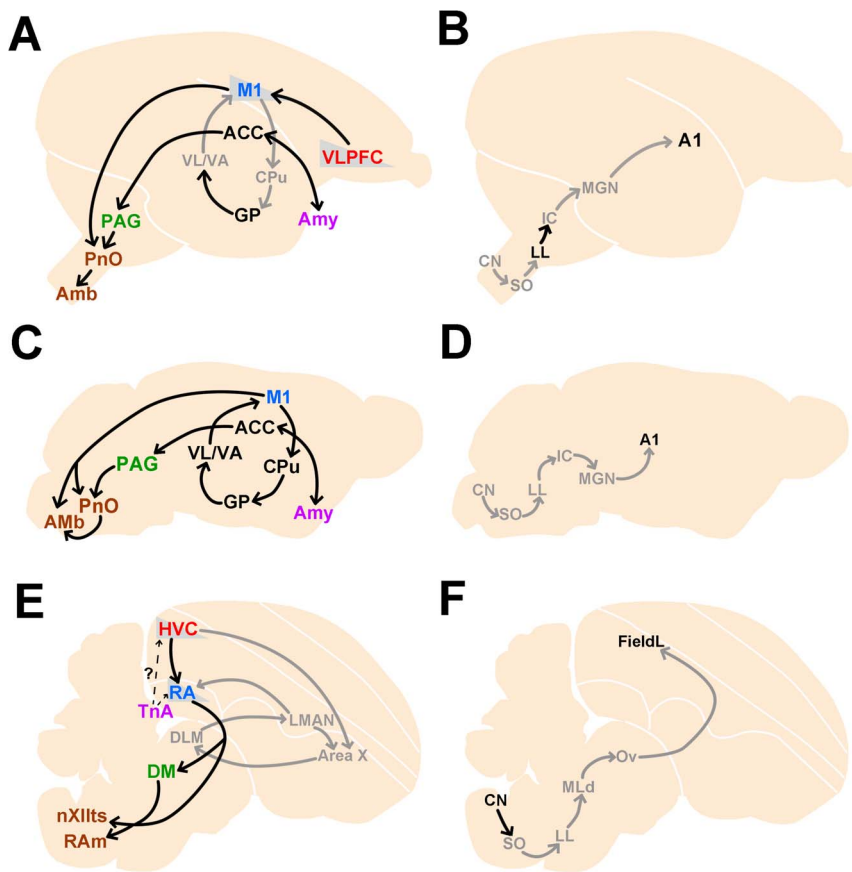 A
M1
ACC
VL/VA
VLPFC
CPu
PAG
GP
Amy
PnO
Amb
B
A1
MGN
IC
LL
CN
SO
C
M1
ACC
VL/VA
PAG
CPu
GP
PnO
AMb
Amy
D
A1
IC
MGN
CN
LL
SO
E
HVC
?
RA
TnA
LMAN
DLM
Area X
DM
nXIIts
RAm
F
FieldL
Ov
MLd
CN
SO
LL